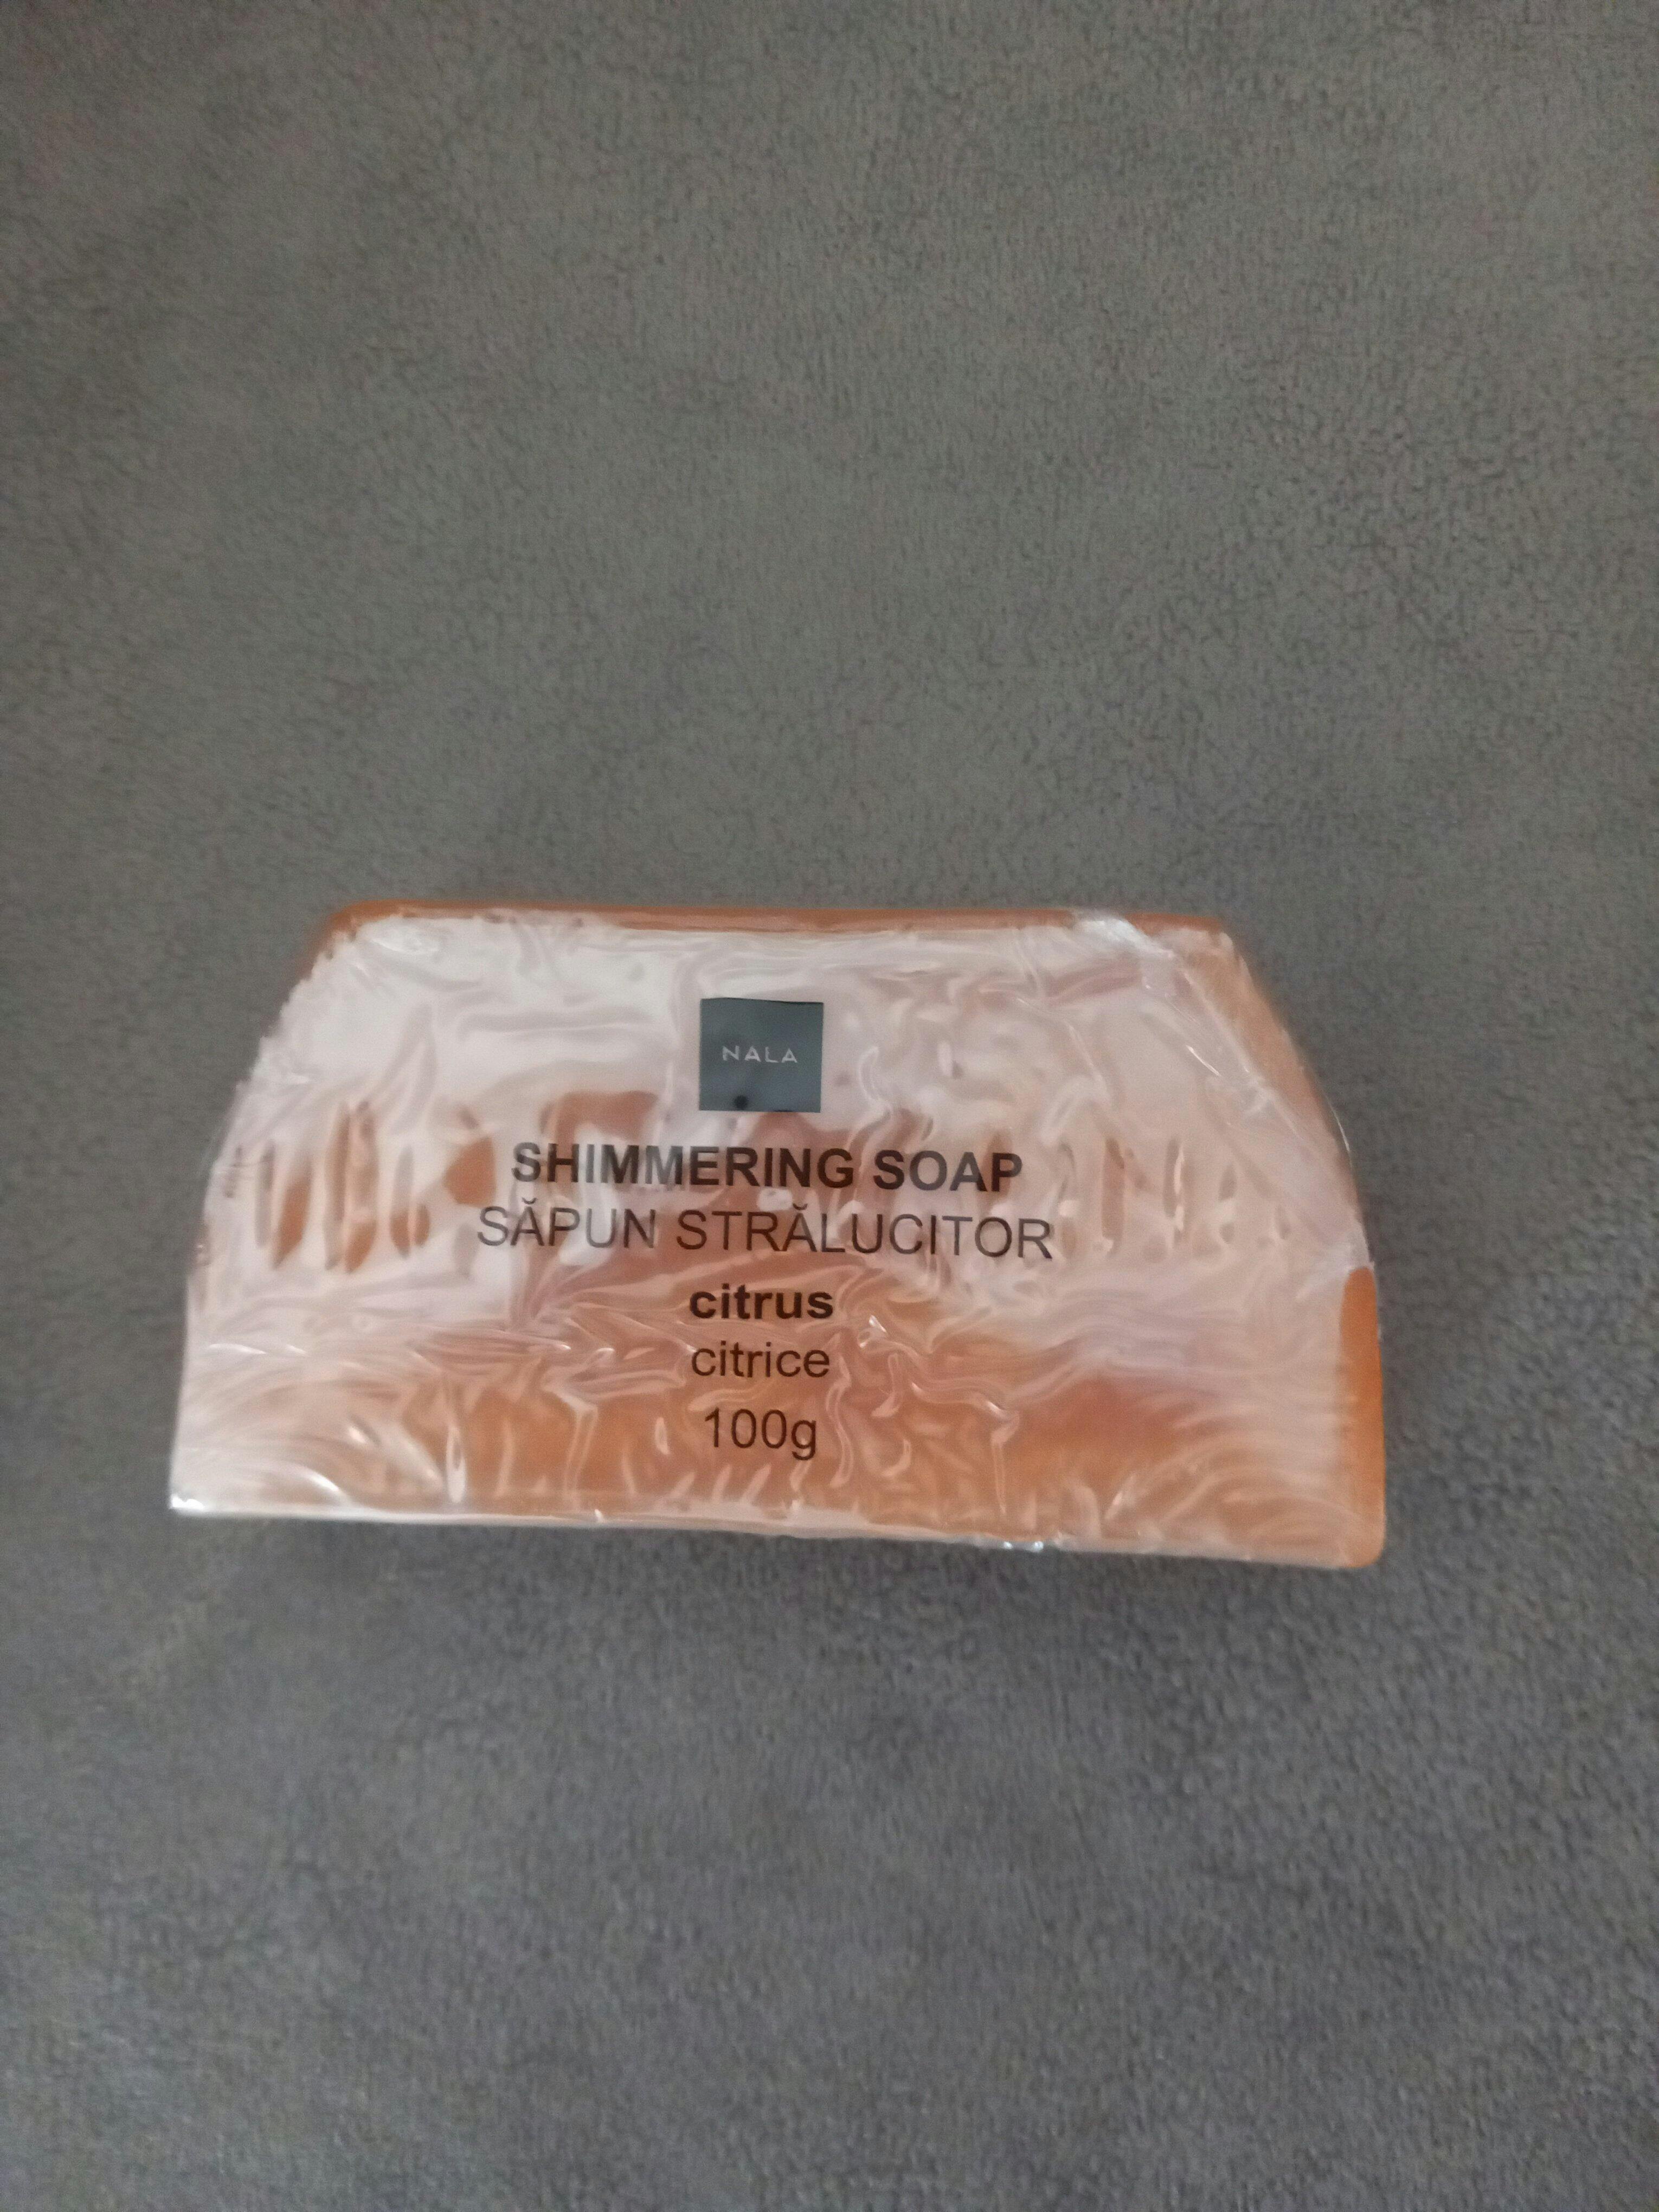 NALA
SHIMMERING SOAP
SĂPUN STRĂLUCITOR
citrus
citrice
100g